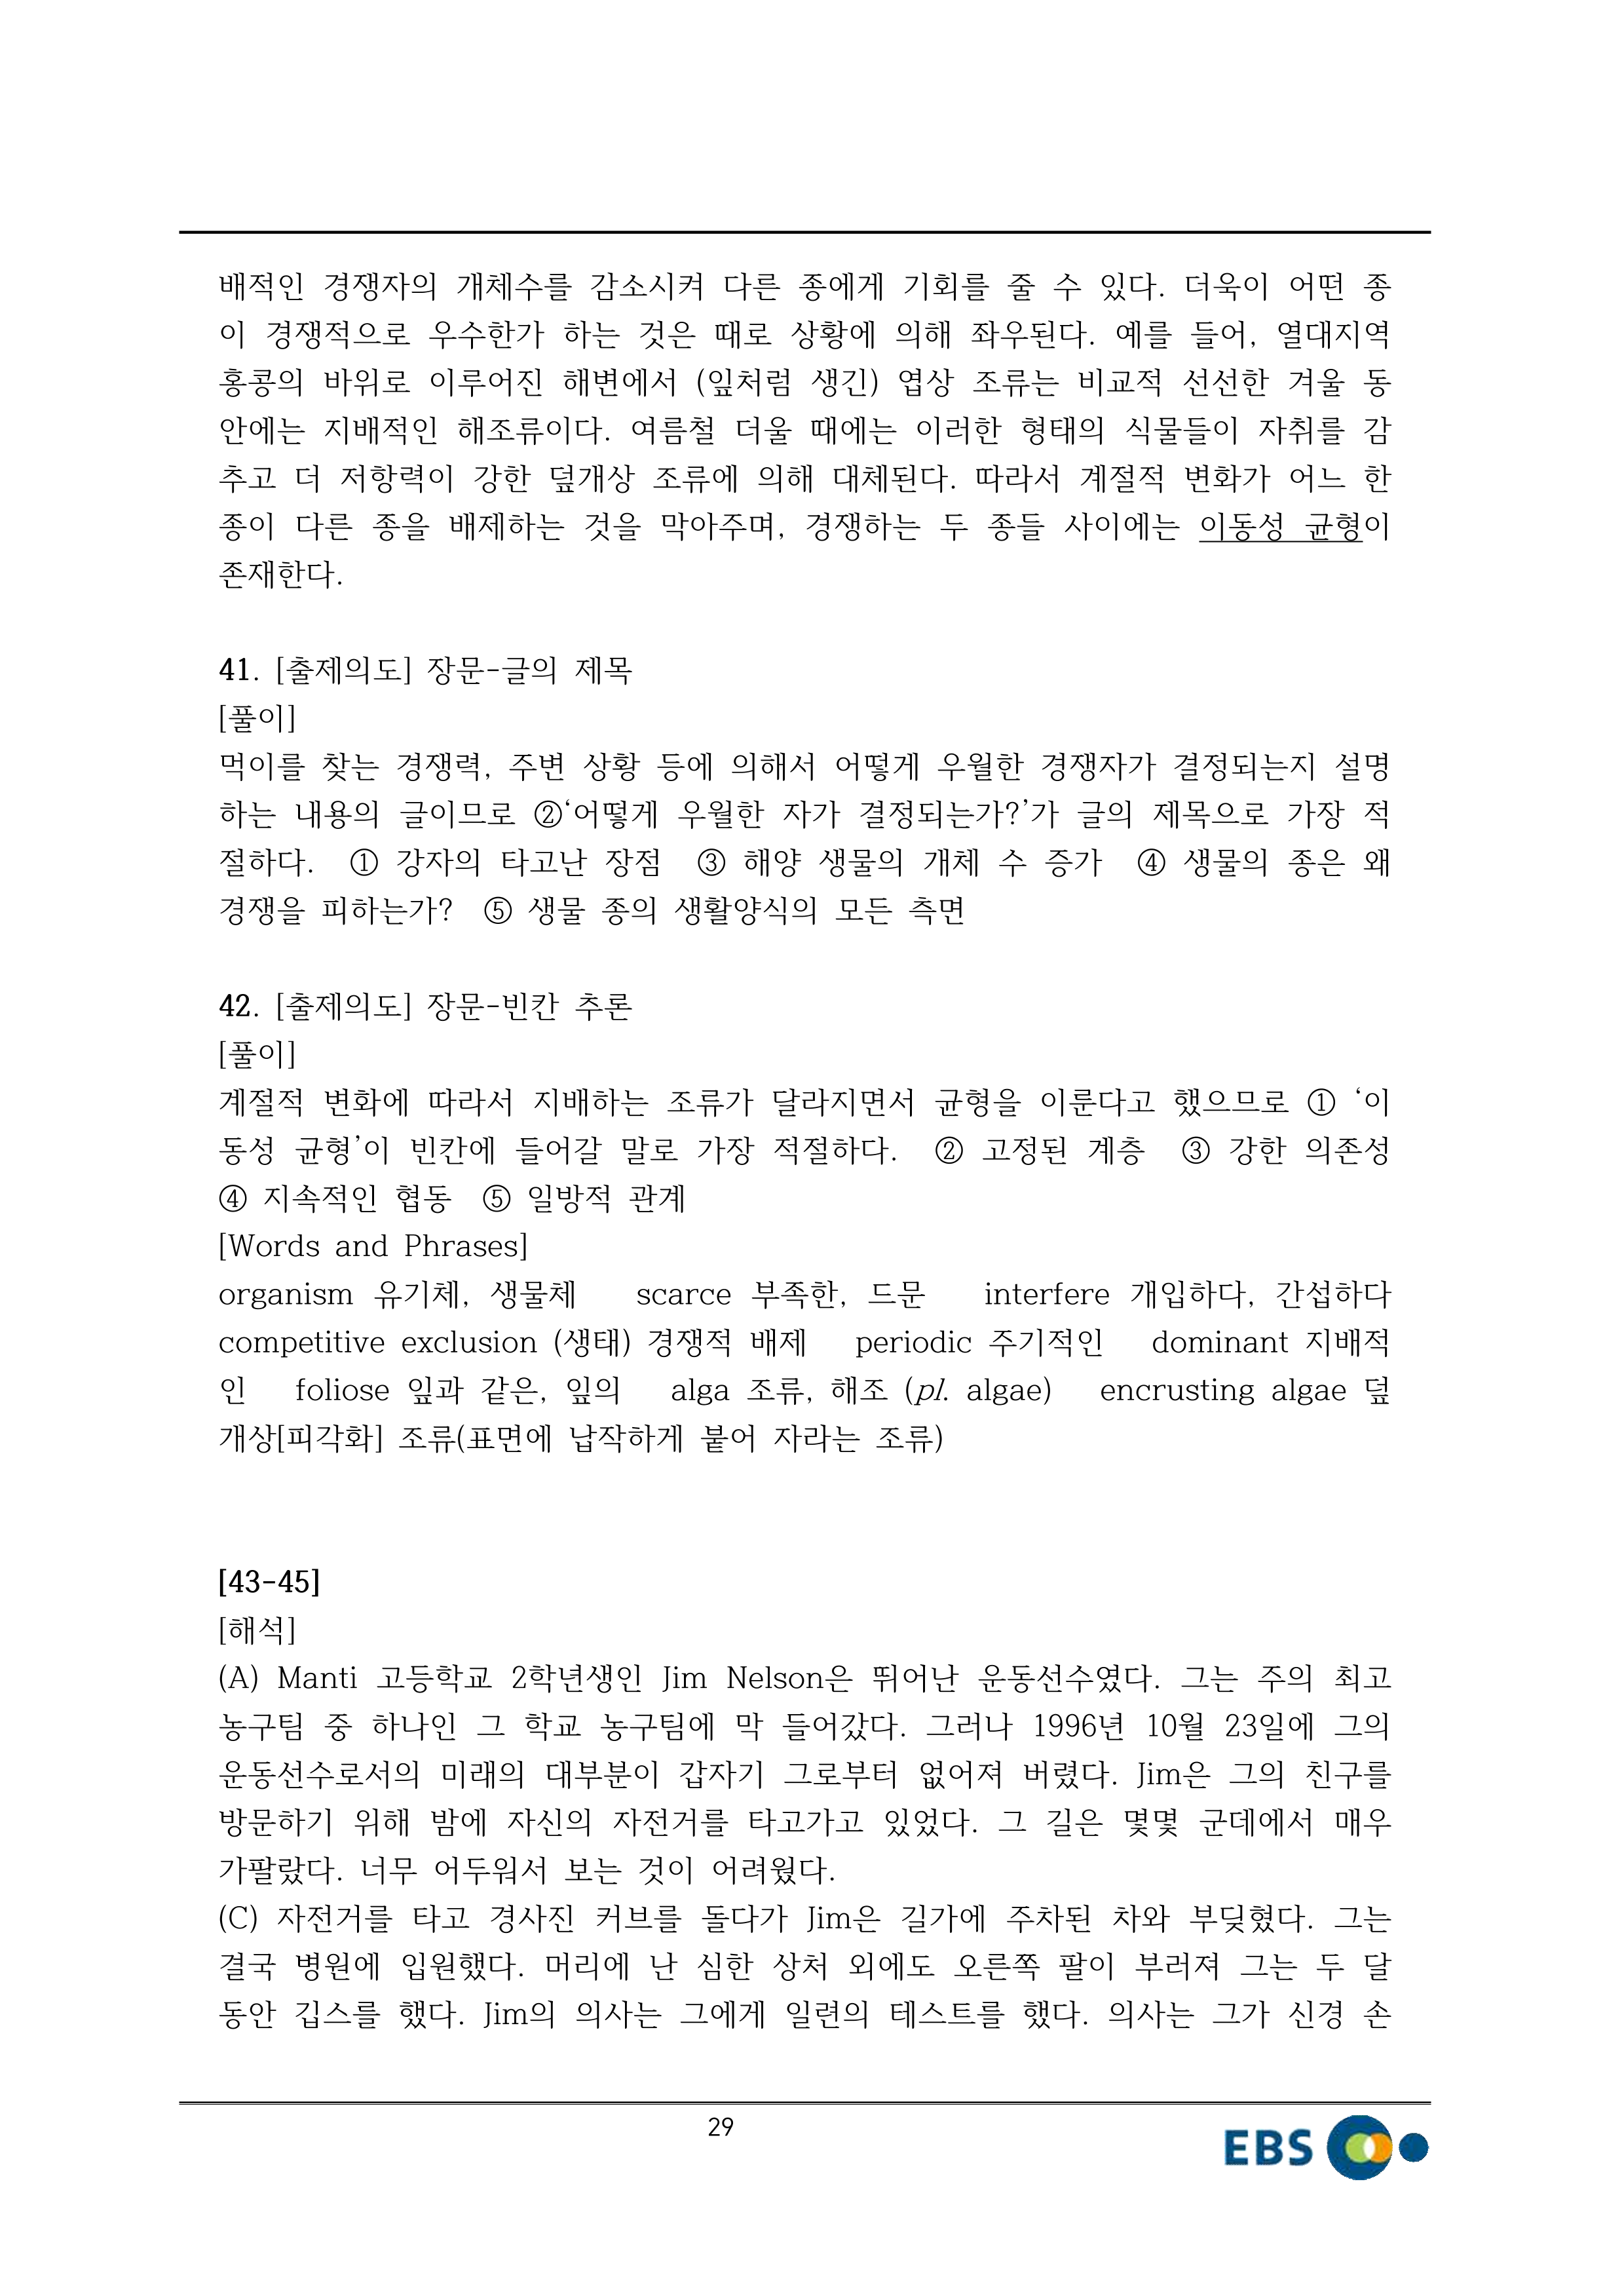 배적인 경쟁자의 개체수를 감소시켜 다른 종에게 기회를 줄 수 있다. 더욱이 어떤 종
이 경쟁적으로 우수한가 하는 것은 때로 상황에 의해 좌우된다. 예를 들어, 열대지역
홍콩의 바위로 이루어진 해변에서 (잎처럼 생긴) 엽상 조류는 비교적 선선한 겨울 동
안에는 지배적인 해조류이다. 여름철 더울 때에는 이러한 형태의 식물들이 자취를 감
추고 더 저항력이 강한 덮개상 조류에 의해 대체된다. 따라서 계절적 변화가 어느 한
종이 다른 종을 배제하는 것을 막아주며, 경쟁하는 두 종들 사이에는 이동성 균형이
존재한다.
41. [출제의도] 장문-글의 제목
[풀이]
먹이를 찾는 경쟁력, 주변 상황 등에 의해서 어떻게 우월한 경쟁자가 결정되는지 설명
하는 내용의 글이므로 ②‘어떻게 우월한 자가 결정되는가?’가 글의 제목으로 가장 적
절하다. ① 강자의 타고난 장점 ③ 해양 생물의 개체 수 증가 ④ 생물의 종은 왜
경쟁을 피하는가? ⑤ 생물 종의 생활양식의 모든 측면
42. [출제의도] 장문-빈칸 추론
[풀이]
계절적 변화에 따라서 지배하는 조류가 달라지면서 균형을 이룬다고 했으므로 ① ‘이
동성 균형’이 빈칸에 들어갈 말로 가장 적절하다. ② 고정된 계층 ③ 강한 의존성
④ 지속적인 협동 ⑤ 일방적 관계
[Words and Phrases]
organism 유기체, 생물체 scarce 부족한, 드문 interfere 개입하다, 간섭하다
competitive exclusion (생태) 경쟁적 배제 periodic 주기적인 dominant 지배적
인 foliose 잎과 같은, 잎의 alga 조류, 해조 (pl. algae) encrusting algae 덮
개상[피각화] 조류(표면에 납작하게 붙어 자라는 조류)
[43-45]
[해석]
(A) Manti 고등학교 2학년생인 Jim Nelson은 뛰어난 운동선수였다. 그는 주의 최고
농구팀 중 하나인 그 학교 농구팀에 막 들어갔다. 그러나 1996년 10월 23일에 그의
운동선수로서의 미래의 대부분이 갑자기 그로부터 없어져 버렸다. Jim은 그의 친구를
방문하기 위해 밤에 자신의 자전거를 타고가고 있었다. 그 길은 몇몇 군데에서 매우
가팔랐다. 너무 어두워서 보는 것이 어려웠다.
(C) 자전거를 타고 경사진 커브를 돌다가 Jim은 길가에 주차된 차와 부딪혔다. 그는
결국 병원에 입원했다. 머리에 난 심한 상처 외에도 오른쪽 팔이 부러져 그는 두 달
동안 깁스를 했다. Jim의 의사는 그에게 일련의 테스트를 했다. 의사는 그가 신경 손
29
EBS